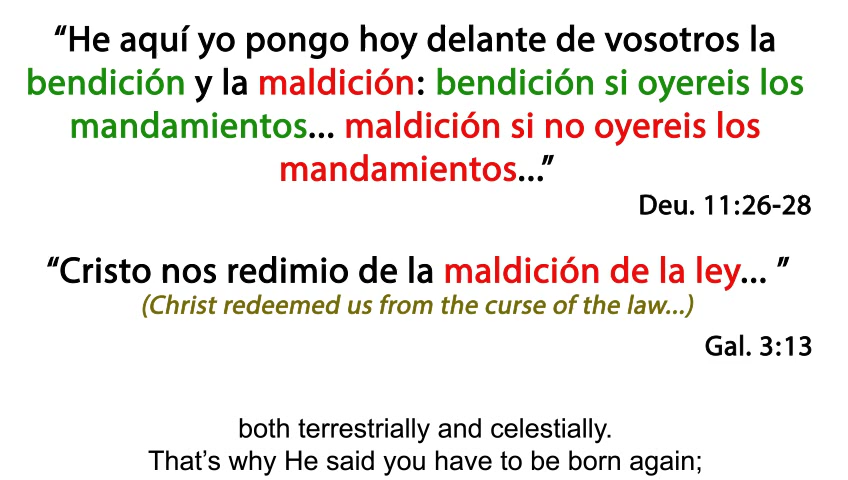 “He aquí yo pongo hoy delante de vosotros la
bendición y la maldición: bendición si oyereis los
mandamientos... maldición si no oyereis los
mandamientos...”
Deu. 11:26-28
“Cristo nos redimio de la maldición de la ley... ”
(Christ redeemed us from the curse of the law...)
Gal. 3:13
both terrestrially and celestially.
That’s why He said you have to be born again;